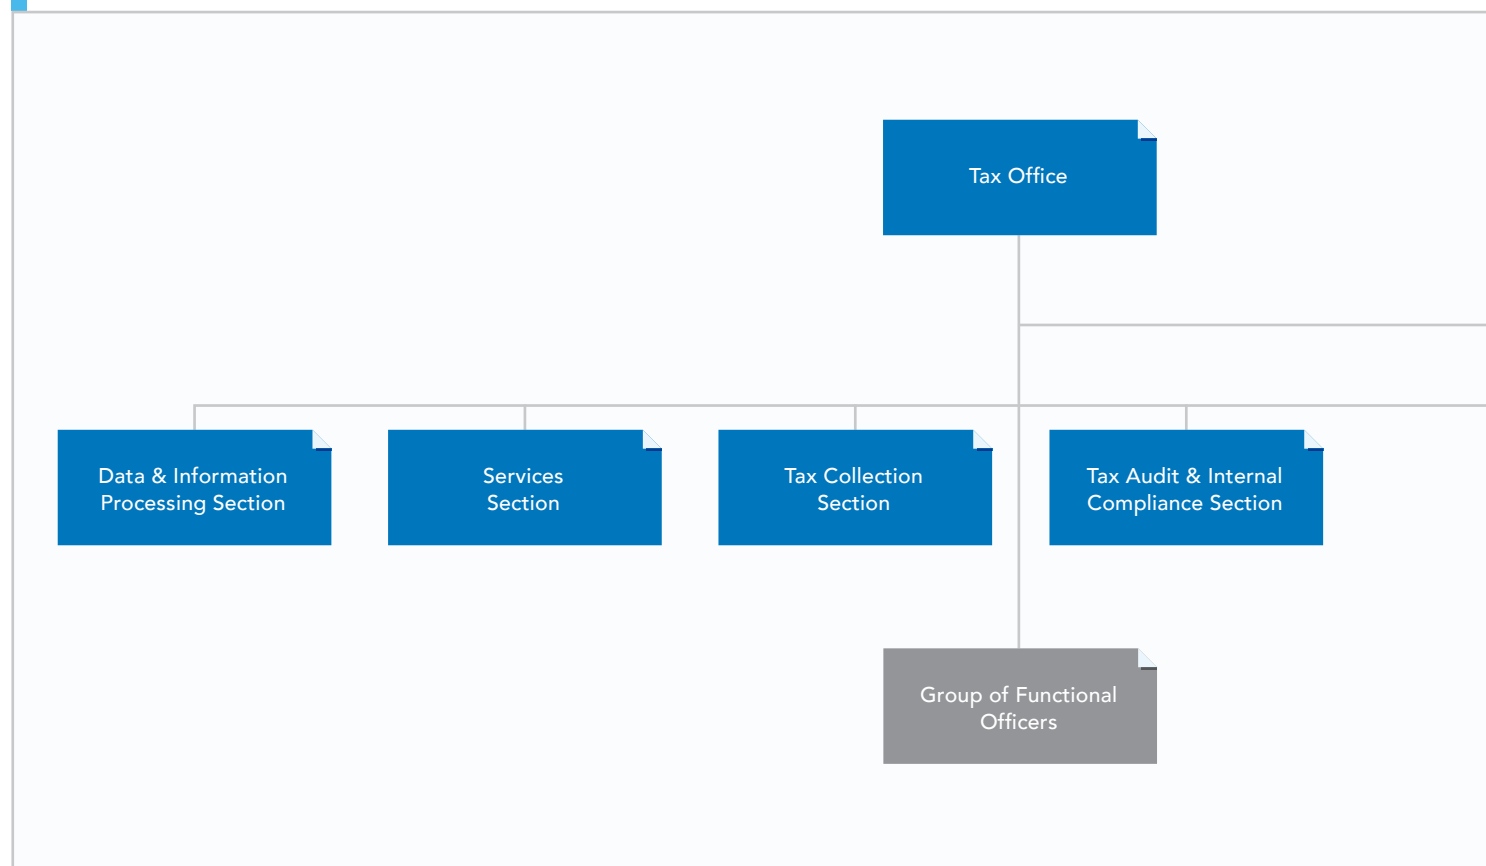 Tax Office
Data & Information
Processing Section
Services
Section
Tax Collection
Section
Tax Audit & Internal
Compliance Section
Group of Functional
Officers